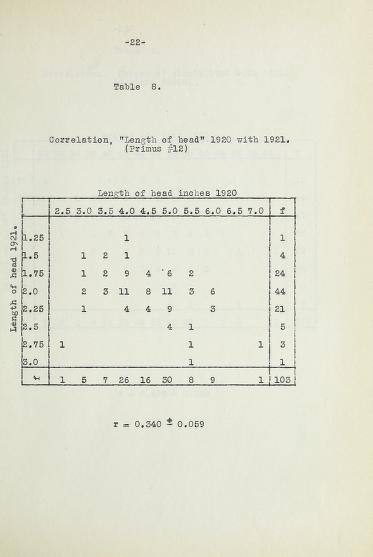 -22-
Table 8.
Correlation, "Length of head" 1920 with 1921.
(Primus #12)
Length of head inches 1920
2.5 3.0 3.5 4.0 4.5 5.0 5.5 6.0 6.5 7.0 f
Length of head 1921.
1.25 1 1
1.5 1 2 1 4
1.75 1 2 9 4 6 2 24
2.0 2 3 11 8 11 3 6 44
2.25 1 4 4 9 3 21
2.5 4 1 5
2.75 1 1 1 3
3.0 1 1
f 1 5 7 26 16 30 8 9 1 103
r = 0.340 ± 0.059